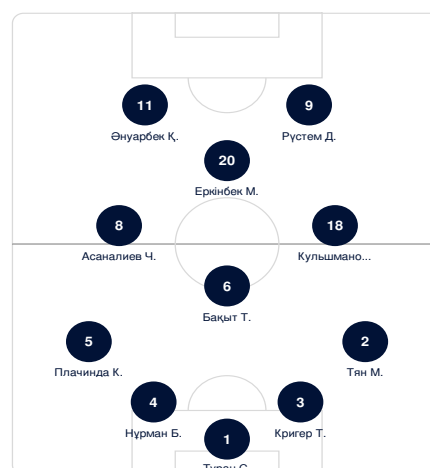 11
9
Әнуарбек Қ.
Рүстем Д.
20
Еркінбек М.
8
18
Асаналиев Ч.
Кульшмано...
6
Бақыт Т.
5
2
Плачинда К.
Тян М.
4
3
Нұрман Б.
Кригер Т.
1